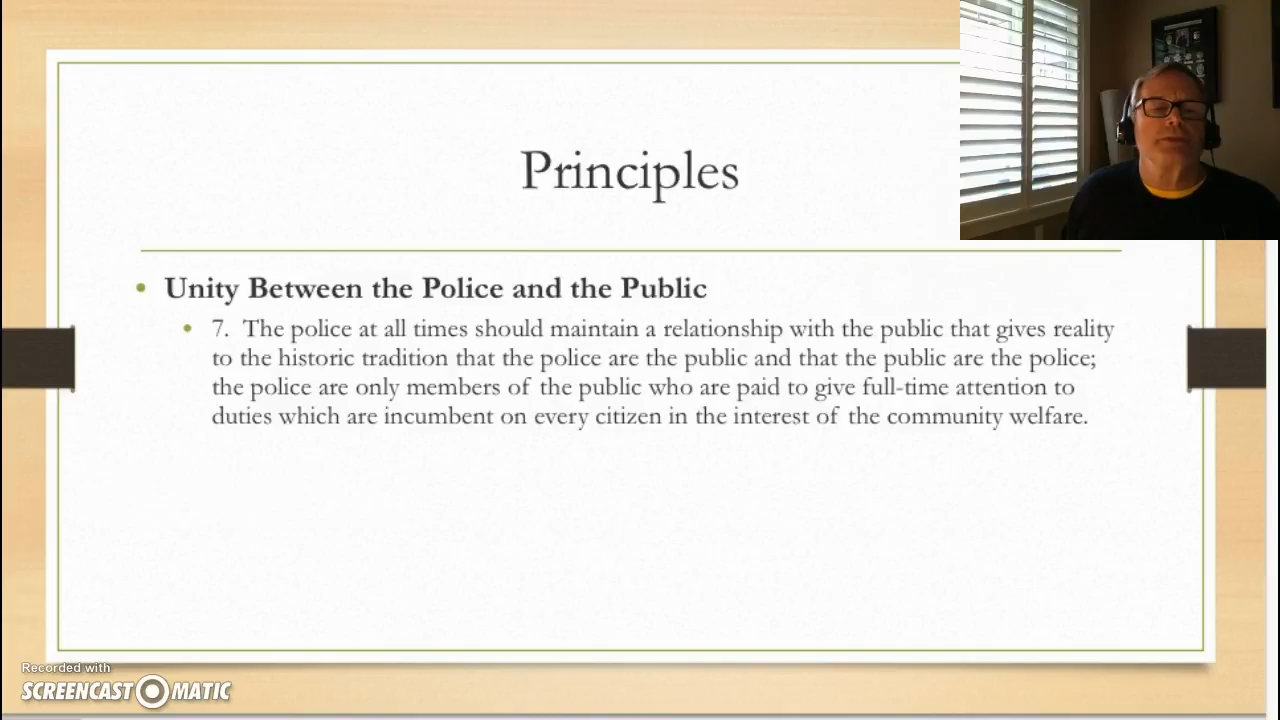 Principles
Unity Between the Police and the Public
7. The police at all times should maintain a relationship with the public that gives reality
to the historic tradition that the police are the public and that the public are the police;
the police are only members of the public who are paid to give full-time attention to
duties which are incumbent on every citizen in the interest of the community welfare.
Recorded with
SCREENCAST MATIC